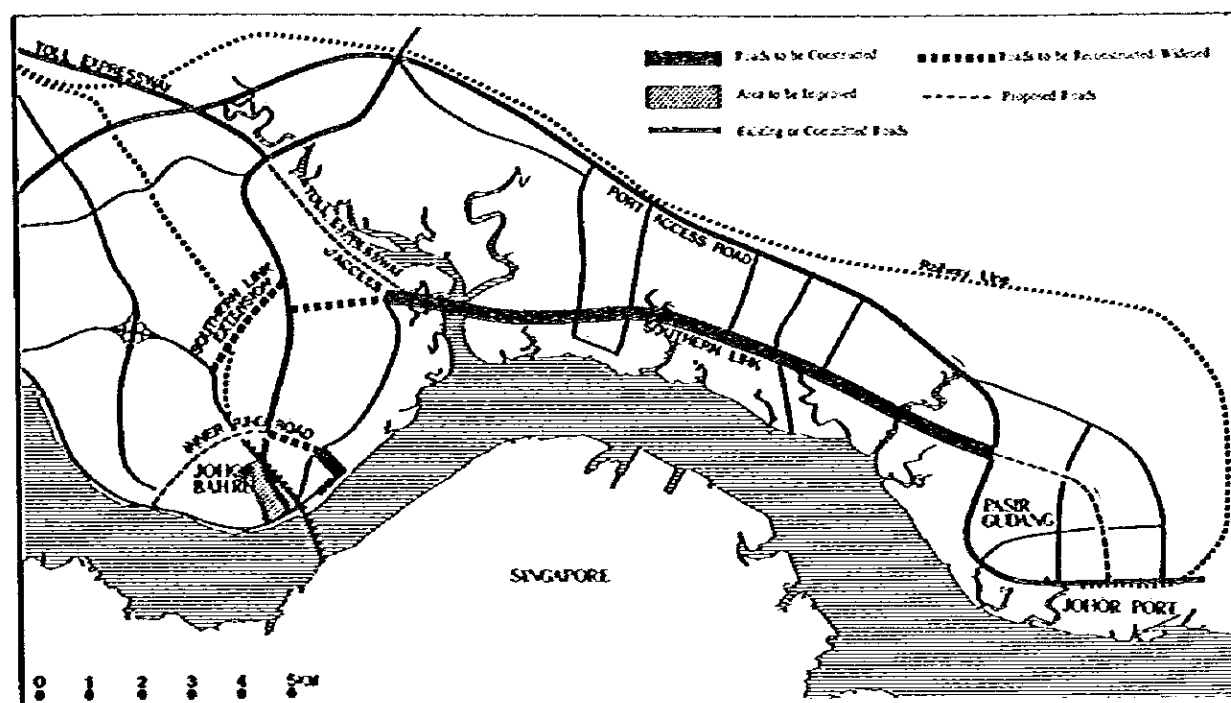 Roads to be Constructed
Roads to be Reconstructed/Widened
Area to be Improved
Proposed Roads
Existing or Committed Roads
TOLL EXPRESSWAY
TOLL EXPRESSWAY
ACCESS
PORT ACCESS ROAD
Railway Line
SOUTHERN LINK
EXTENSION
SOUTHERN LINK
INNER RING ROAD
JOHOR
BAHRU
PASIR
GUDANG
SINGAPORE
JOHOR PORT
0 1 2 3 4 5KM